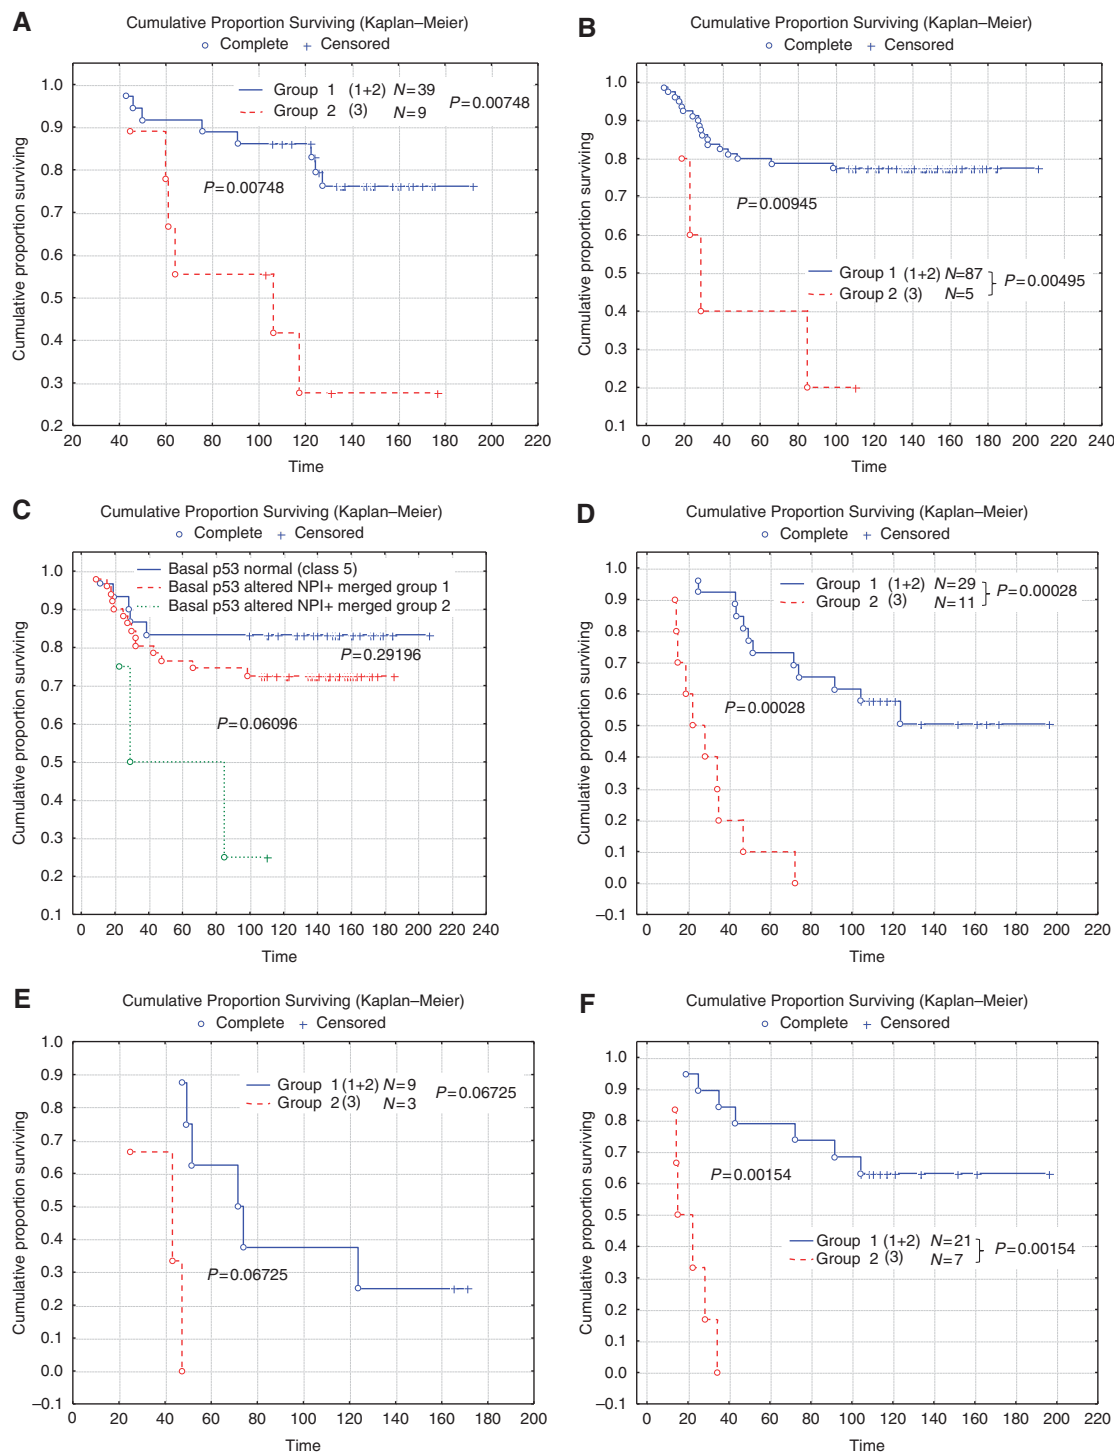 A
Cumulative Proportion Surviving (Kaplan–Meier)
Complete + Censored
Group 1 (1+2) N=39
Group 2 (3) N=9
P=0.00748
P=0.00748
Cumulative proportion surviving
1.0
0.9
0.8
0.7
0.6
0.5
0.4
0.3
0.2
20 40 60 80 100 120 140 160 180 200 220
Time
B
Cumulative Proportion Surviving (Kaplan–Meier)
Complete + Censored
P=0.00945
Group 1 (1+2) N=87
Group 2 (3) N=5
P=0.00495
Cumulative proportion surviving
1.0
0.9
0.8
0.7
0.6
0.5
0.4
0.3
0.2
0.1
0 20 40 60 80 100 120 140 160 180 200 220 240
Time
C
Cumulative Proportion Surviving (Kaplan–Meier)
Complete + Censored
Basal p53 normal (class 5)
Basal p53 altered NPI+ merged group 1
Basal p53 altered NPI+ merged group 2
P=0.29196
P=0.06096
Cumulative proportion surviving
1.0
0.9
0.8
0.7
0.6
0.5
0.4
0.3
0.2
0.1
0 20 40 60 80 100 120 140 160 180 200 220 240
Time
D
Cumulative Proportion Surviving (Kaplan–Meier)
Complete + Censored
Group 1 (1+2) N=29
Group 2 (3) N=11
P=0.00028
P=0.00028
Cumulative proportion surviving
1.0
0.9
0.8
0.7
0.6
0.5
0.4
0.3
0.2
0.1
0.0
–0.1
0 20 40 60 80 100 120 140 160 180 200 220
Time
E
Cumulative Proportion Surviving (Kaplan–Meier)
Complete + Censored
Group 1 (1+2) N=9
Group 2 (3) N=3
P=0.06725
P=0.06725
Cumulative proportion surviving
1.0
0.9
0.8
0.7
0.6
0.5
0.4
0.3
0.2
0.1
0.0
–0.1
0 20 40 60 80 100 120 140 160 180 200
Time
F
Cumulative Proportion Surviving (Kaplan–Meier)
Complete + Censored
P=0.00154
Group 1 (1+2) N=21
Group 2 (3) N=7
P=0.00154
Cumulative proportion surviving
1.0
0.9
0.8
0.7
0.6
0.5
0.4
0.3
0.2
0.1
0.0
–0.1
0 20 40 60 80 100 120 140 160 180 200 220
Time